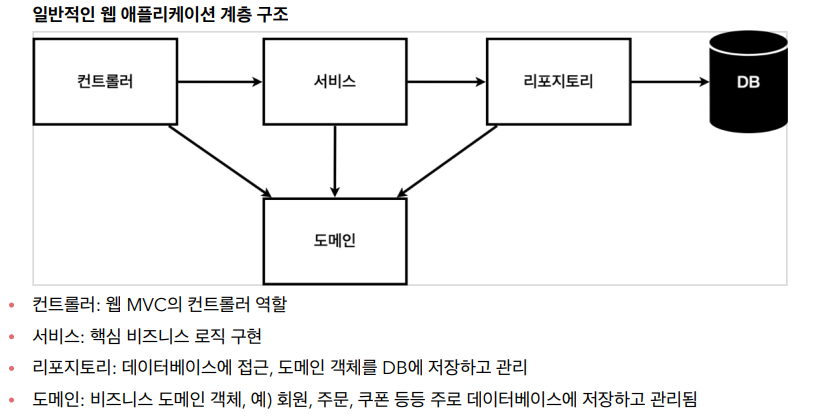 일반적인 웹 애플리케이션 계층 구조
컨트롤러
서비스
리포지토리
DB
도메인
• 컨트롤러: 웹 MVC의 컨트롤러 역할
• 서비스: 핵심 비즈니스 로직 구현
• 리포지토리: 데이터베이스에 접근, 도메인 객체를 DB에 저장하고 관리
• 도메인: 비즈니스 도메인 객체, 예) 회원, 주문, 쿠폰 등등 주로 데이터베이스에 저장하고 관리됨